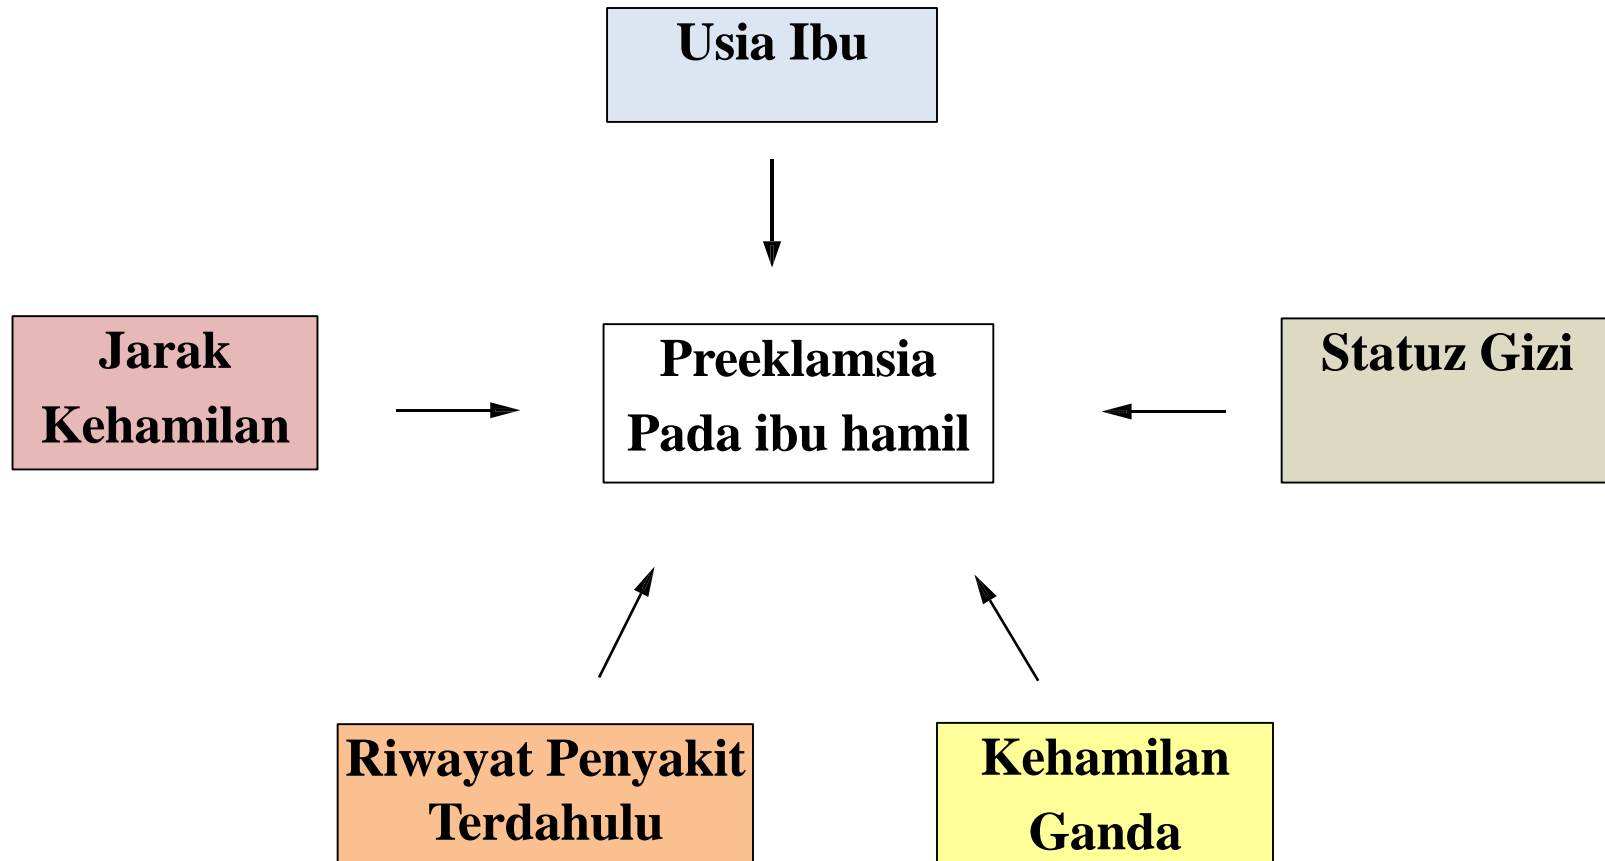 Usia Ibu
Jarak
Kehamilan
Preeklamsia
Pada ibu hamil
Statuz Gizi
Riwayat Penyakit
Terdahulu
Kehamilan
Ganda